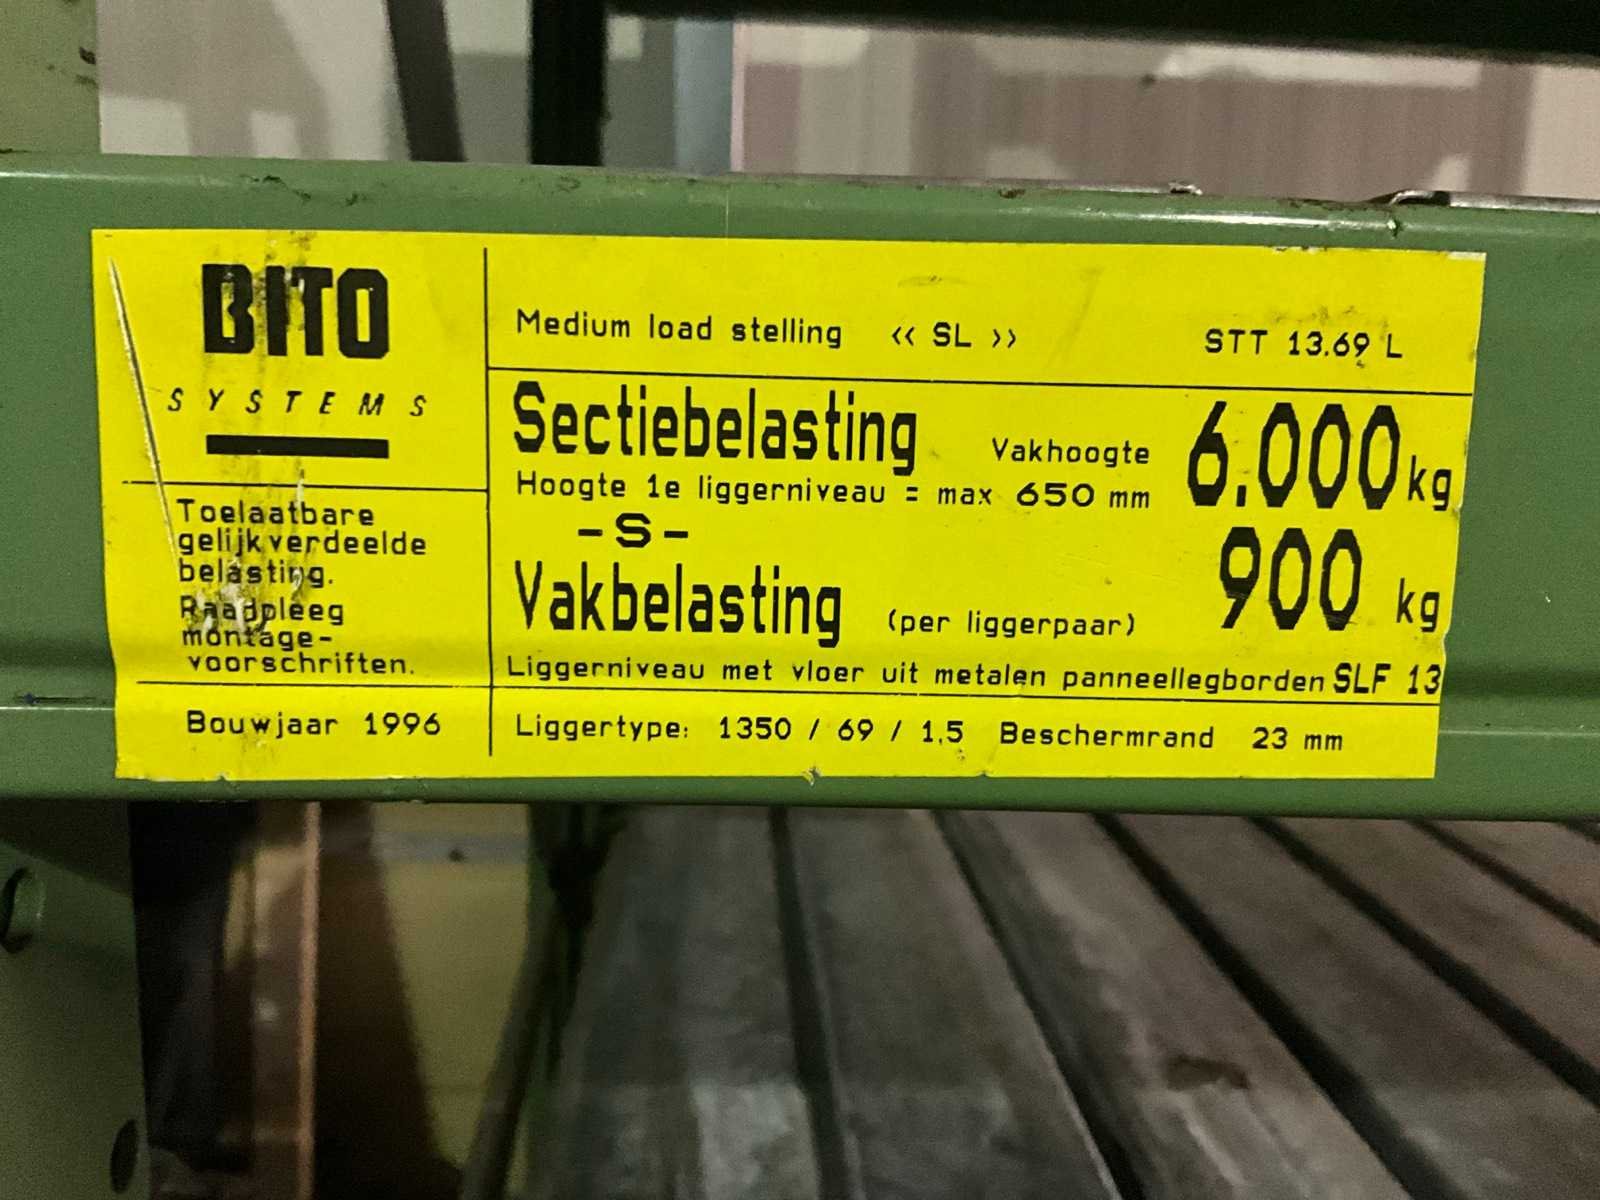 BITO
SYSTEMS
Toelaatbare
gelijkverdeelde
belasting.
Raadpleeg
montage-
voorschriften.
Bouwjaar 1996
Medium load stelling << SL >> STT 13.69 L
Sectiebelasting Vakhoogte 6.000 kg
Hoogte 1e liggerniveau = max 650 mm
-S-
Vakbelasting (per liggerpaar) 900 kg
Liggerniveau met vloer uit metalen panneellegborden SLF 13
Liggertype: 1350 / 69 / 1,5 Beschermrand 23 mm